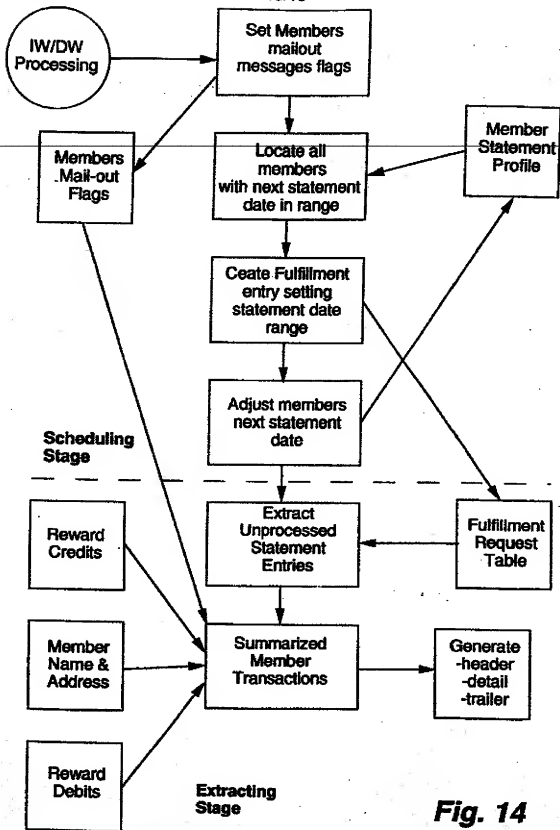 IW/DW
Processing
Set Members
mailout
messages flags
Members
Mail-out
Flags
Locate all
members
with next statement
date in range
Member
Statement
Profile
Ceate Fulfillment
entry setting
statement date
range
Adjust members
next statement
date
Scheduling
Stage
Reward
Credits
Extract
Unprocessed
Statement
Entries
Fulfillment
Request
Table
Member
Name &
Address
Summarized
Member
Transactions
Generate
-header
-detail
-trailer
Reward
Debits
Extracting
Stage
Fig. 14